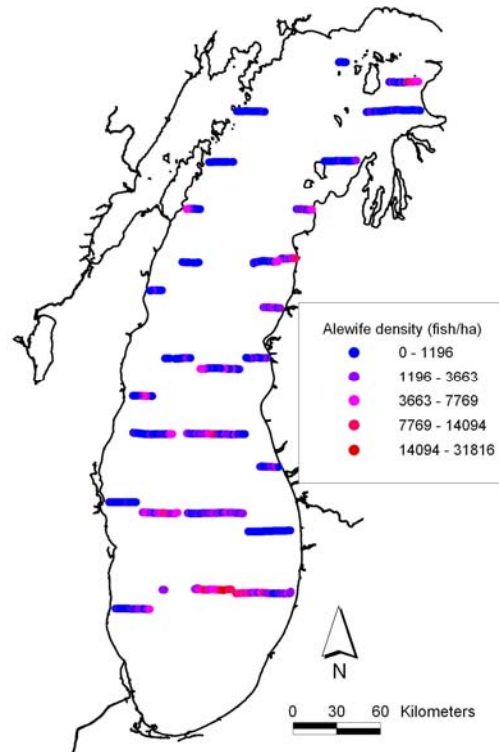 Alewife density (fish/ha)
0 - 1196
1196 - 3663
3663 - 7769
7769 - 14094
14094 - 31816
N
0 30 60 Kilometers